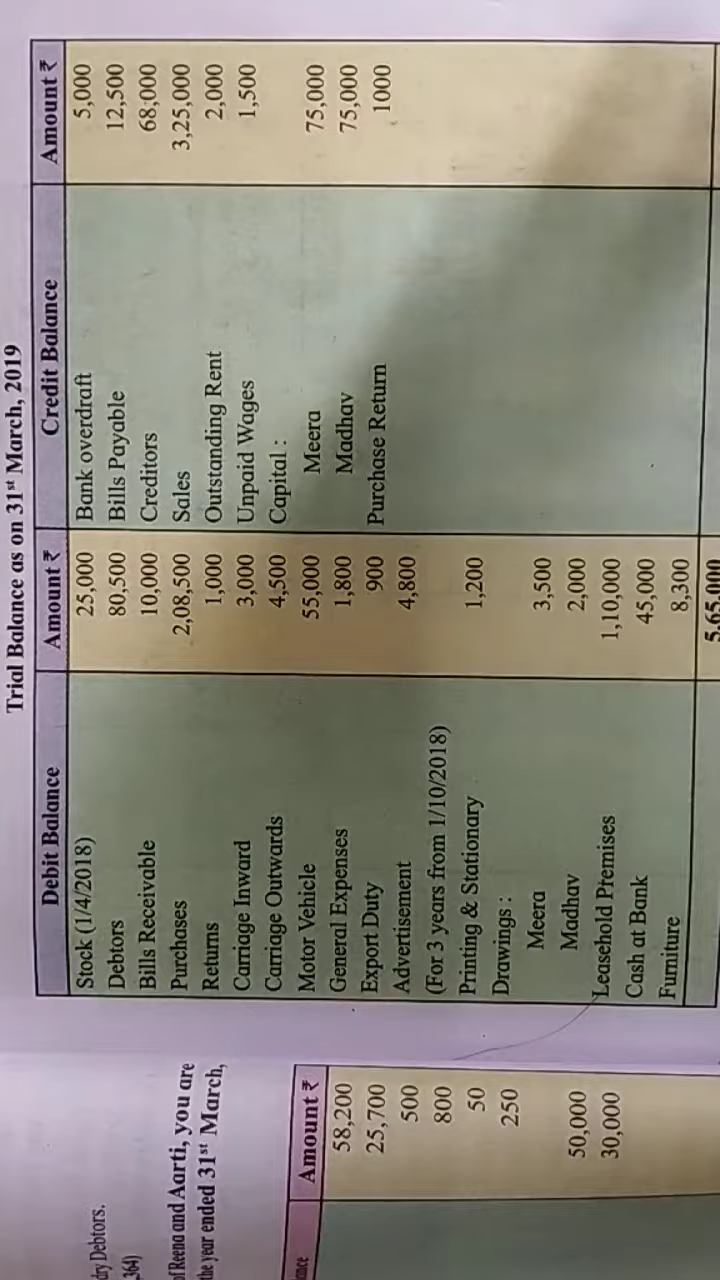 dry Debtors.
364)
of Reena and Aarti, you are
the year ended 31st March,
Amount ₹
58,200
25,700
500
800
50
250
50,000
30,000
Trial Balance as on 31st March, 2019
Debit Balance Amount ₹ Credit Balance Amount ₹
Stock (1/4/2018) 25,000 Bank overdraft 5,000
Debtors 80,500 Bills Payable 12,500
Bills Receivable 10,000 Creditors 68,000
Purchases 2,08,500 Sales 3,25,000
Returns 1,000 Outstanding Rent 2,000
Carriage Inward 3,000 Unpaid Wages 1,500
Carriage Outwards 4,500 Capital :
Motor Vehicle 55,000 Meera 75,000
General Expenses 1,800 Madhav 75,000
Export Duty 900 Purchase Return 1000
Advertisement 4,800
(For 3 years from 1/10/2018)
Printing & Stationary 1,200
Drawings :
Meera 3,500
Madhav 2,000
Leasehold Premises 1,10,000
Cash at Bank 45,000
Furniture 8,300
5,65,000